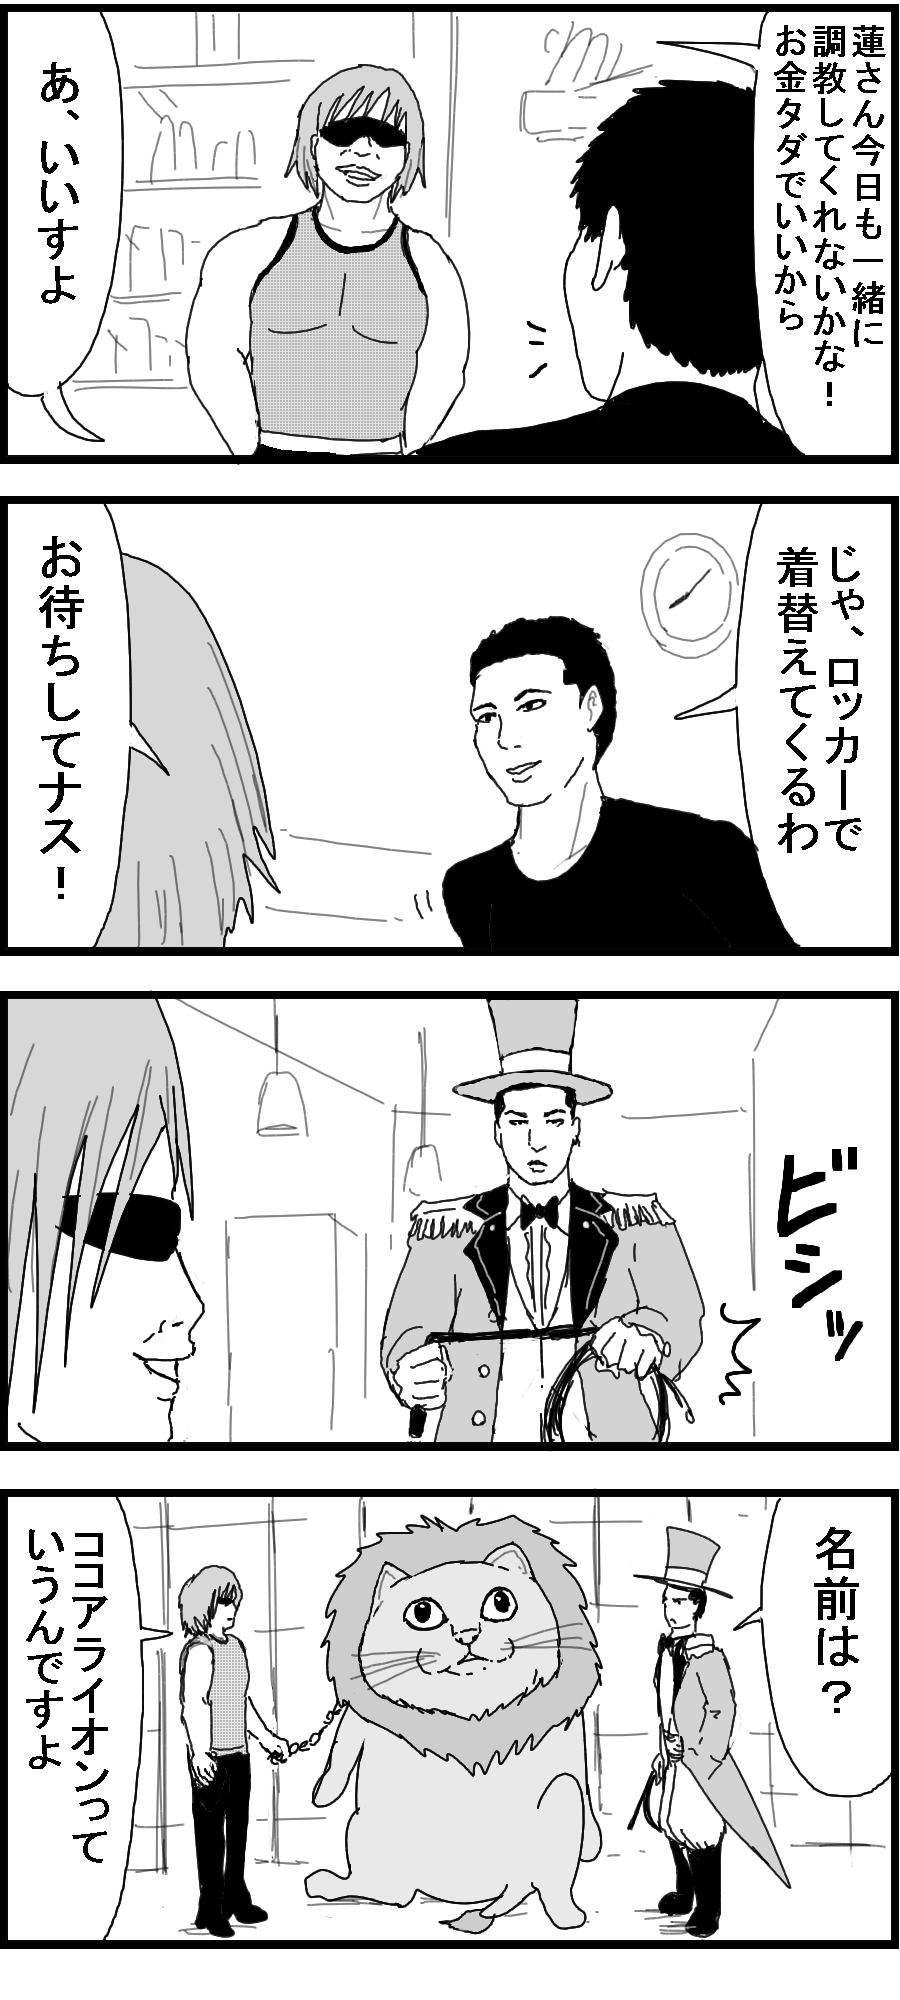 蓮さん今日も一緒に
調教してくれないかな！
お金タダでいいから
あ、いいすよ
じゃ、ロッカーで
着替えてくるわ
お待ちしてナス！
ビシッ
名前は？
ココアライオンって
いうんですよ